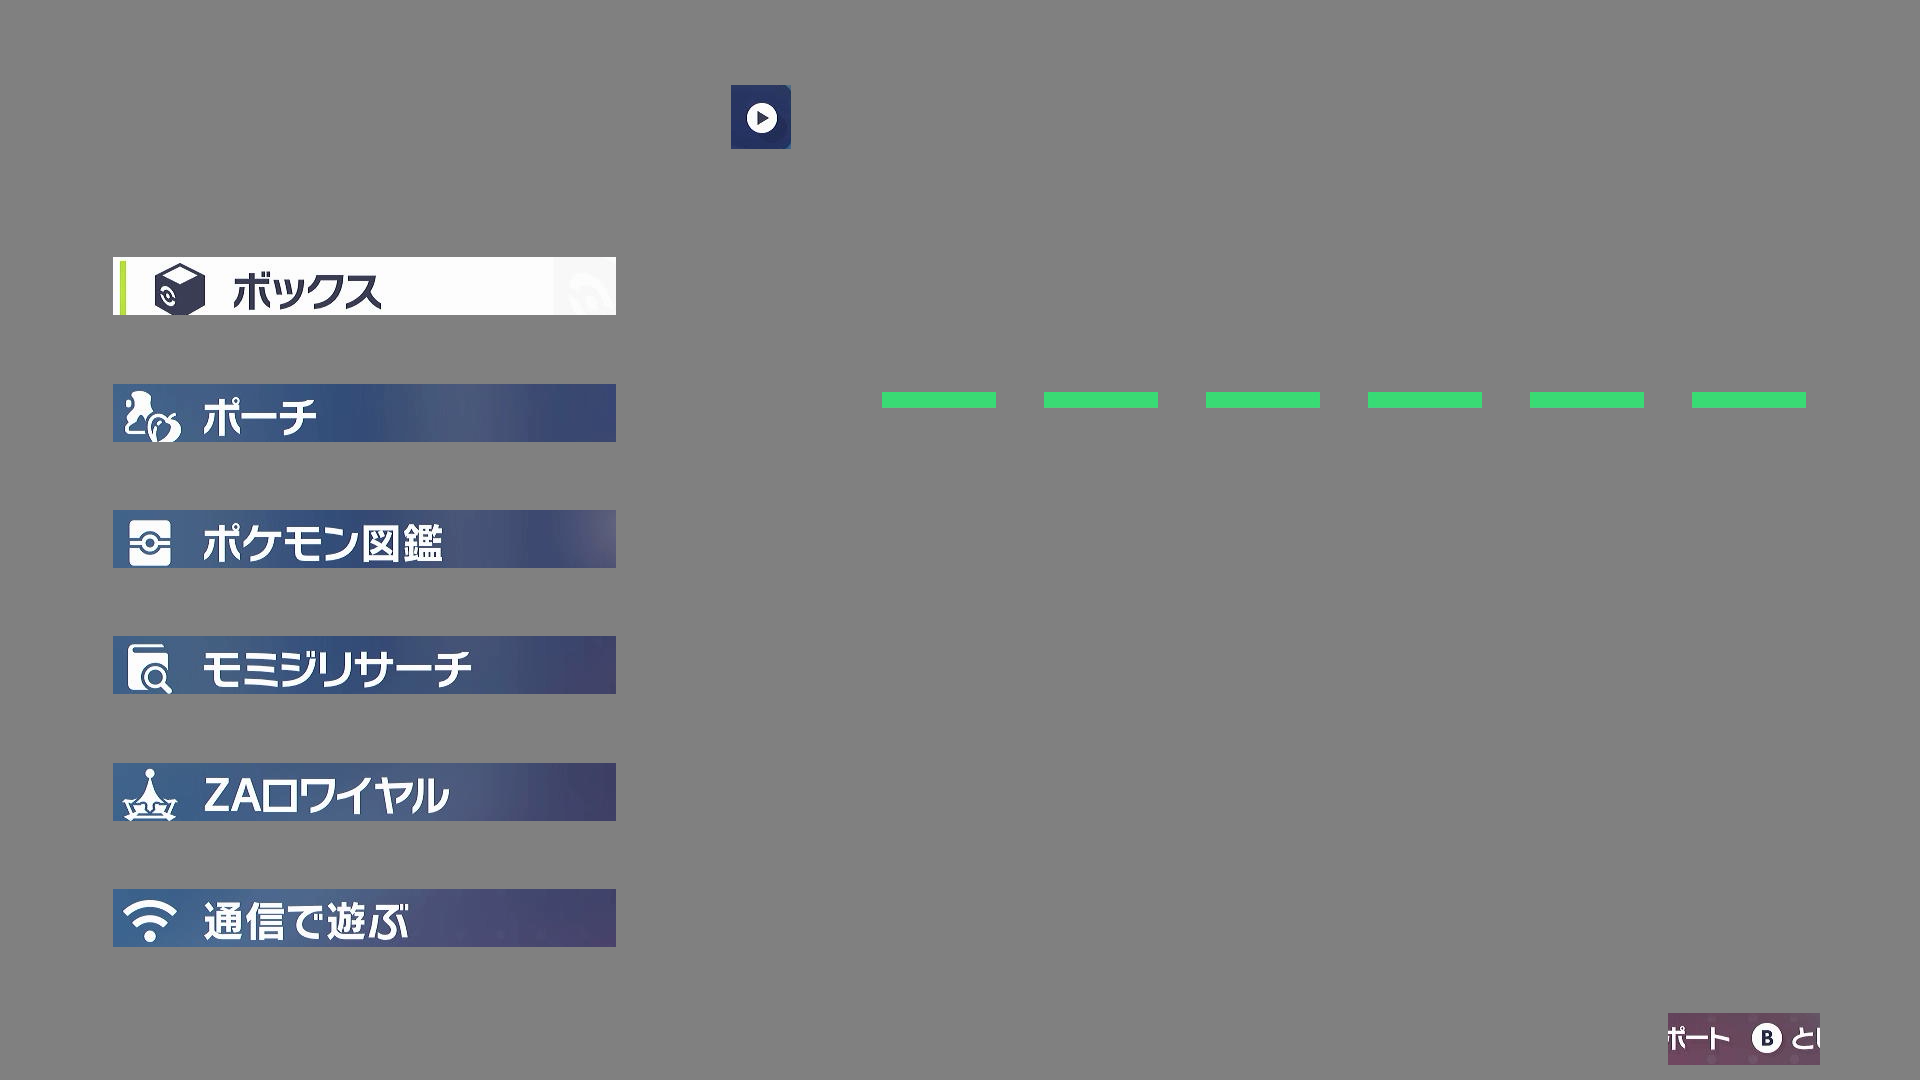 ボックス
ポーチ
ポケモン図鑑
モミジリサーチ
ZAロワイヤル
通信で遊ぶ
ポート B と